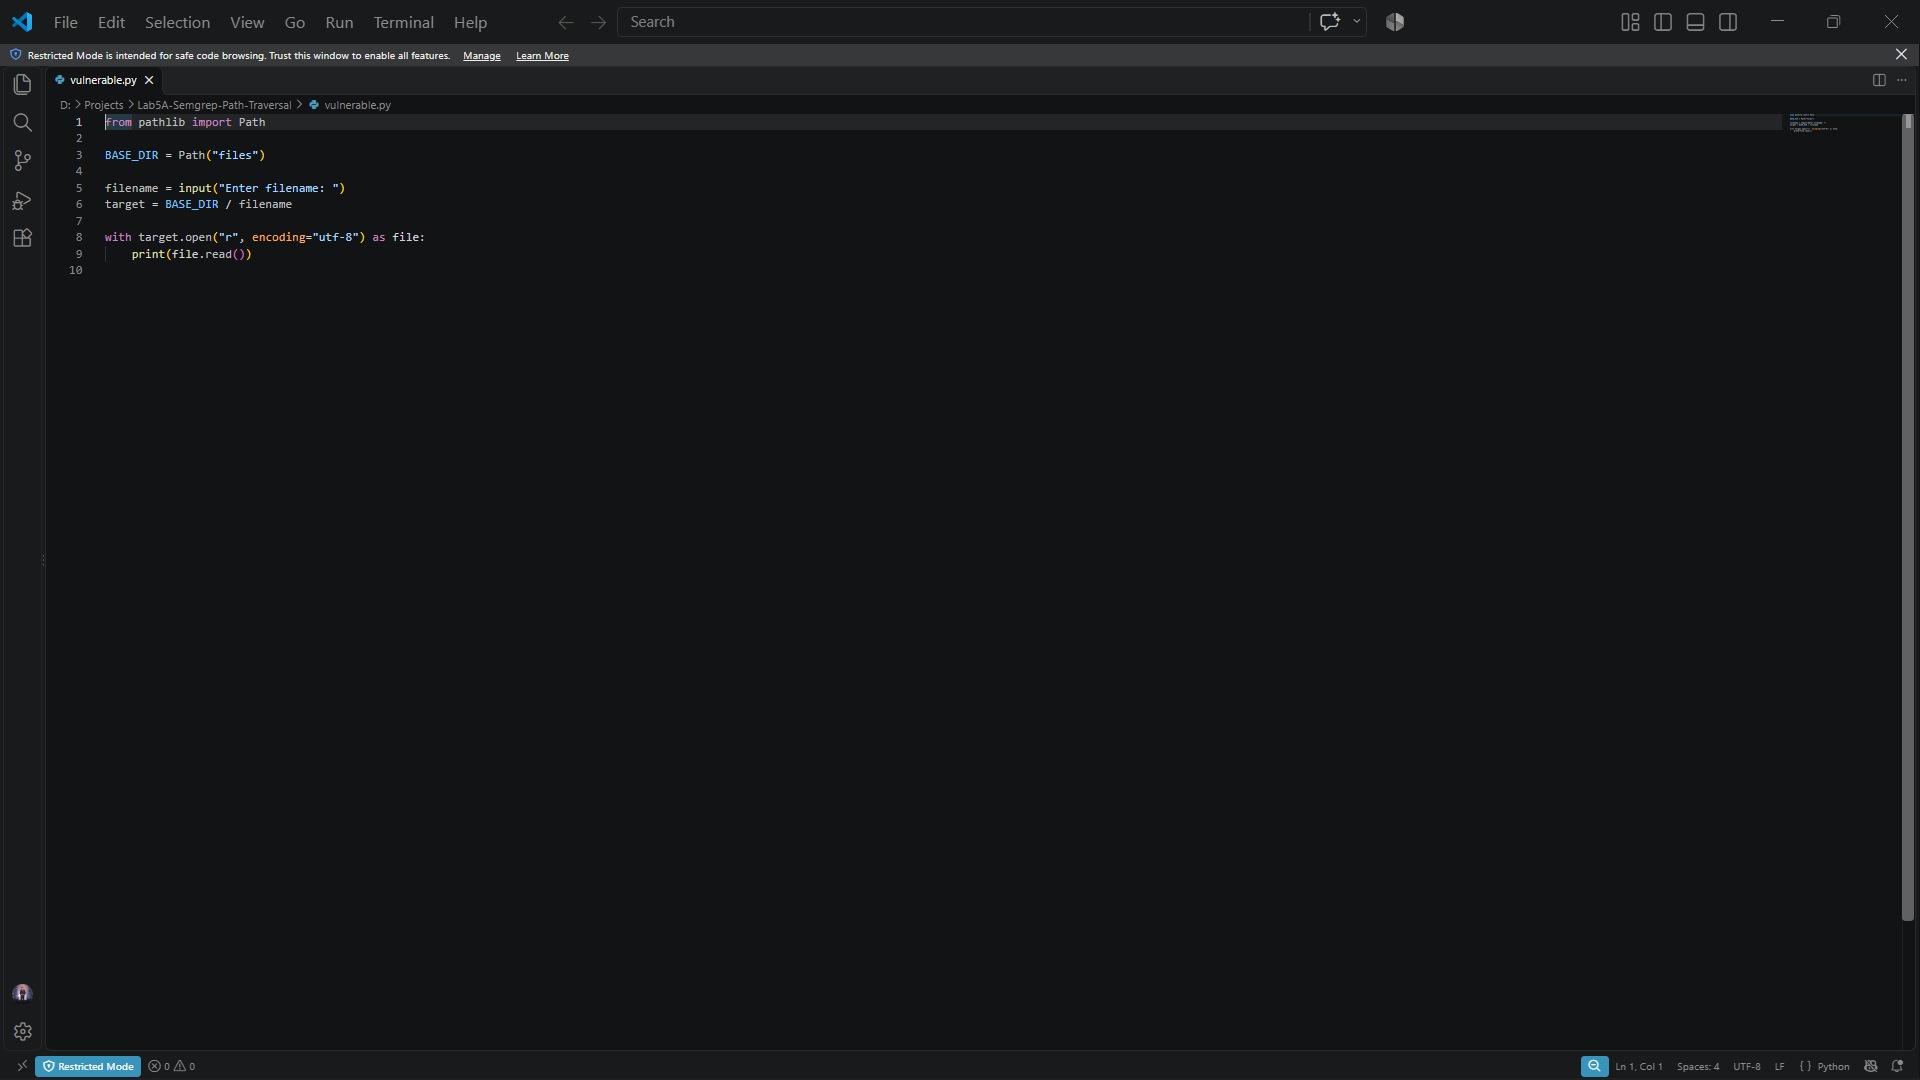 File Edit Selection View Go Run Terminal Help Search
Restricted Mode is intended for safe code browsing. Trust this window to enable all features. Manage Learn More
vulnerable.py
D: > Projects > Lab5A-Semgrep-Path-Traversal > vulnerable.py
1 from pathlib import Path
2
3 BASE_DIR = Path("files")
4
5 filename = input("Enter filename: ")
6 target = BASE_DIR / filename
7
8 with target.open("r", encoding="utf-8") as file:
9     print(file.read())
10
Restricted Mode 0 0 Ln 1, Col 1 Spaces: 4 UTF-8 LF { } Python